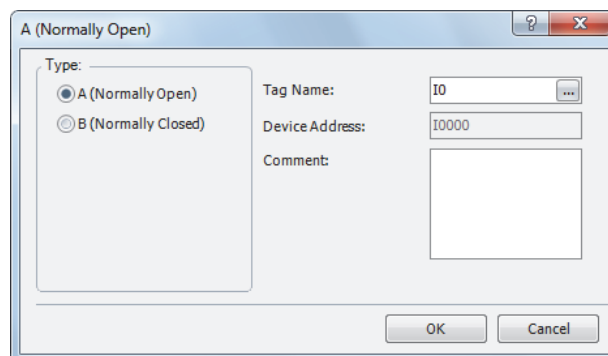 A (Normally Open)
?
Type:
A (Normally Open)
B (Normally Closed)
Tag Name:
I0
...
Device Address:
I0000
Comment:
OK
Cancel